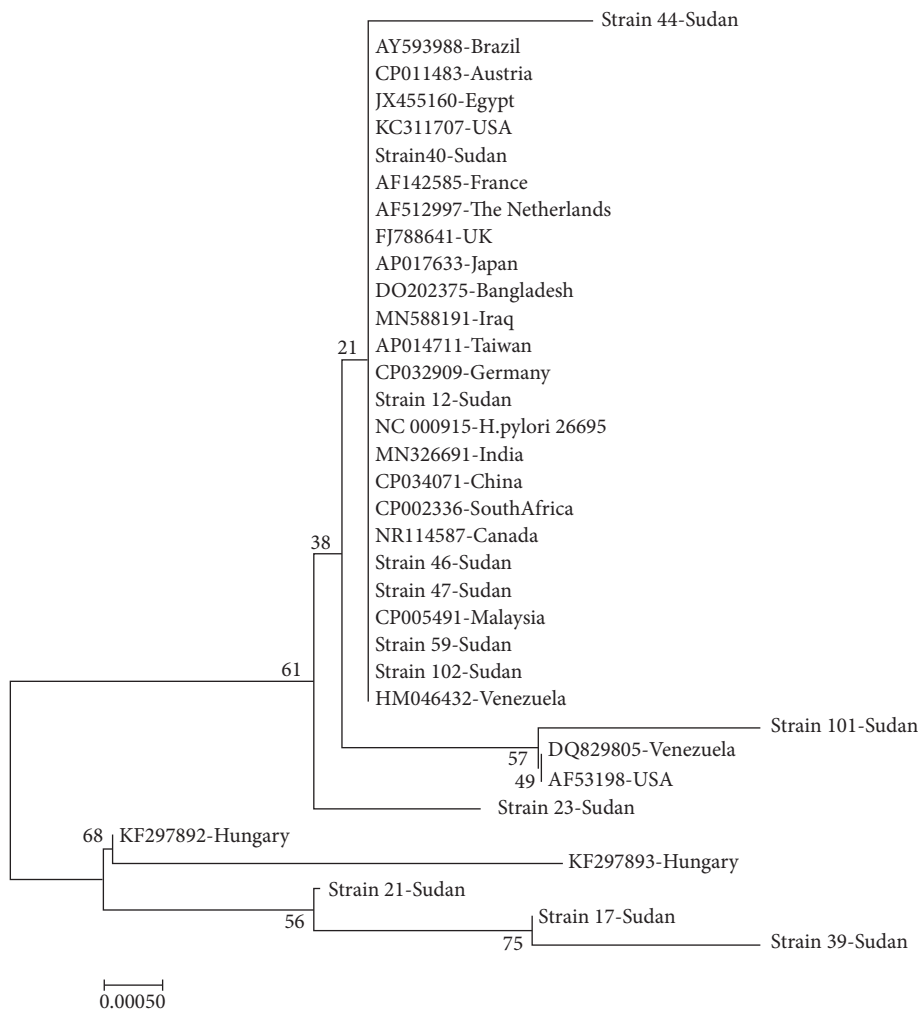 Strain 44-Sudan
AY593988-Brazil
CP011483-Austria
JX455160-Egypt
KC311707-USA
Strain40-Sudan
AF142585-France
AF512997-The Netherlands
FJ788641-UK
AP017633-Japan
DO202375-Bangladesh
MN588191-Iraq
21
AP014711-Taiwan
CP032909-Germany
Strain 12-Sudan
NC 000915-H.pylori 26695
MN326691-India
CP034071-China
CP002336-SouthAfrica
NR114587-Canada
38
Strain 46-Sudan
Strain 47-Sudan
CP005491-Malaysia
Strain 59-Sudan
61
Strain 102-Sudan
HM046432-Venezuela
Strain 101-Sudan
DQ829805-Venezuela
57
49
AF53198-USA
Strain 23-Sudan
68
KF297892-Hungary
KF297893-Hungary
Strain 21-Sudan
56
Strain 17-Sudan
75
Strain 39-Sudan
0.00050